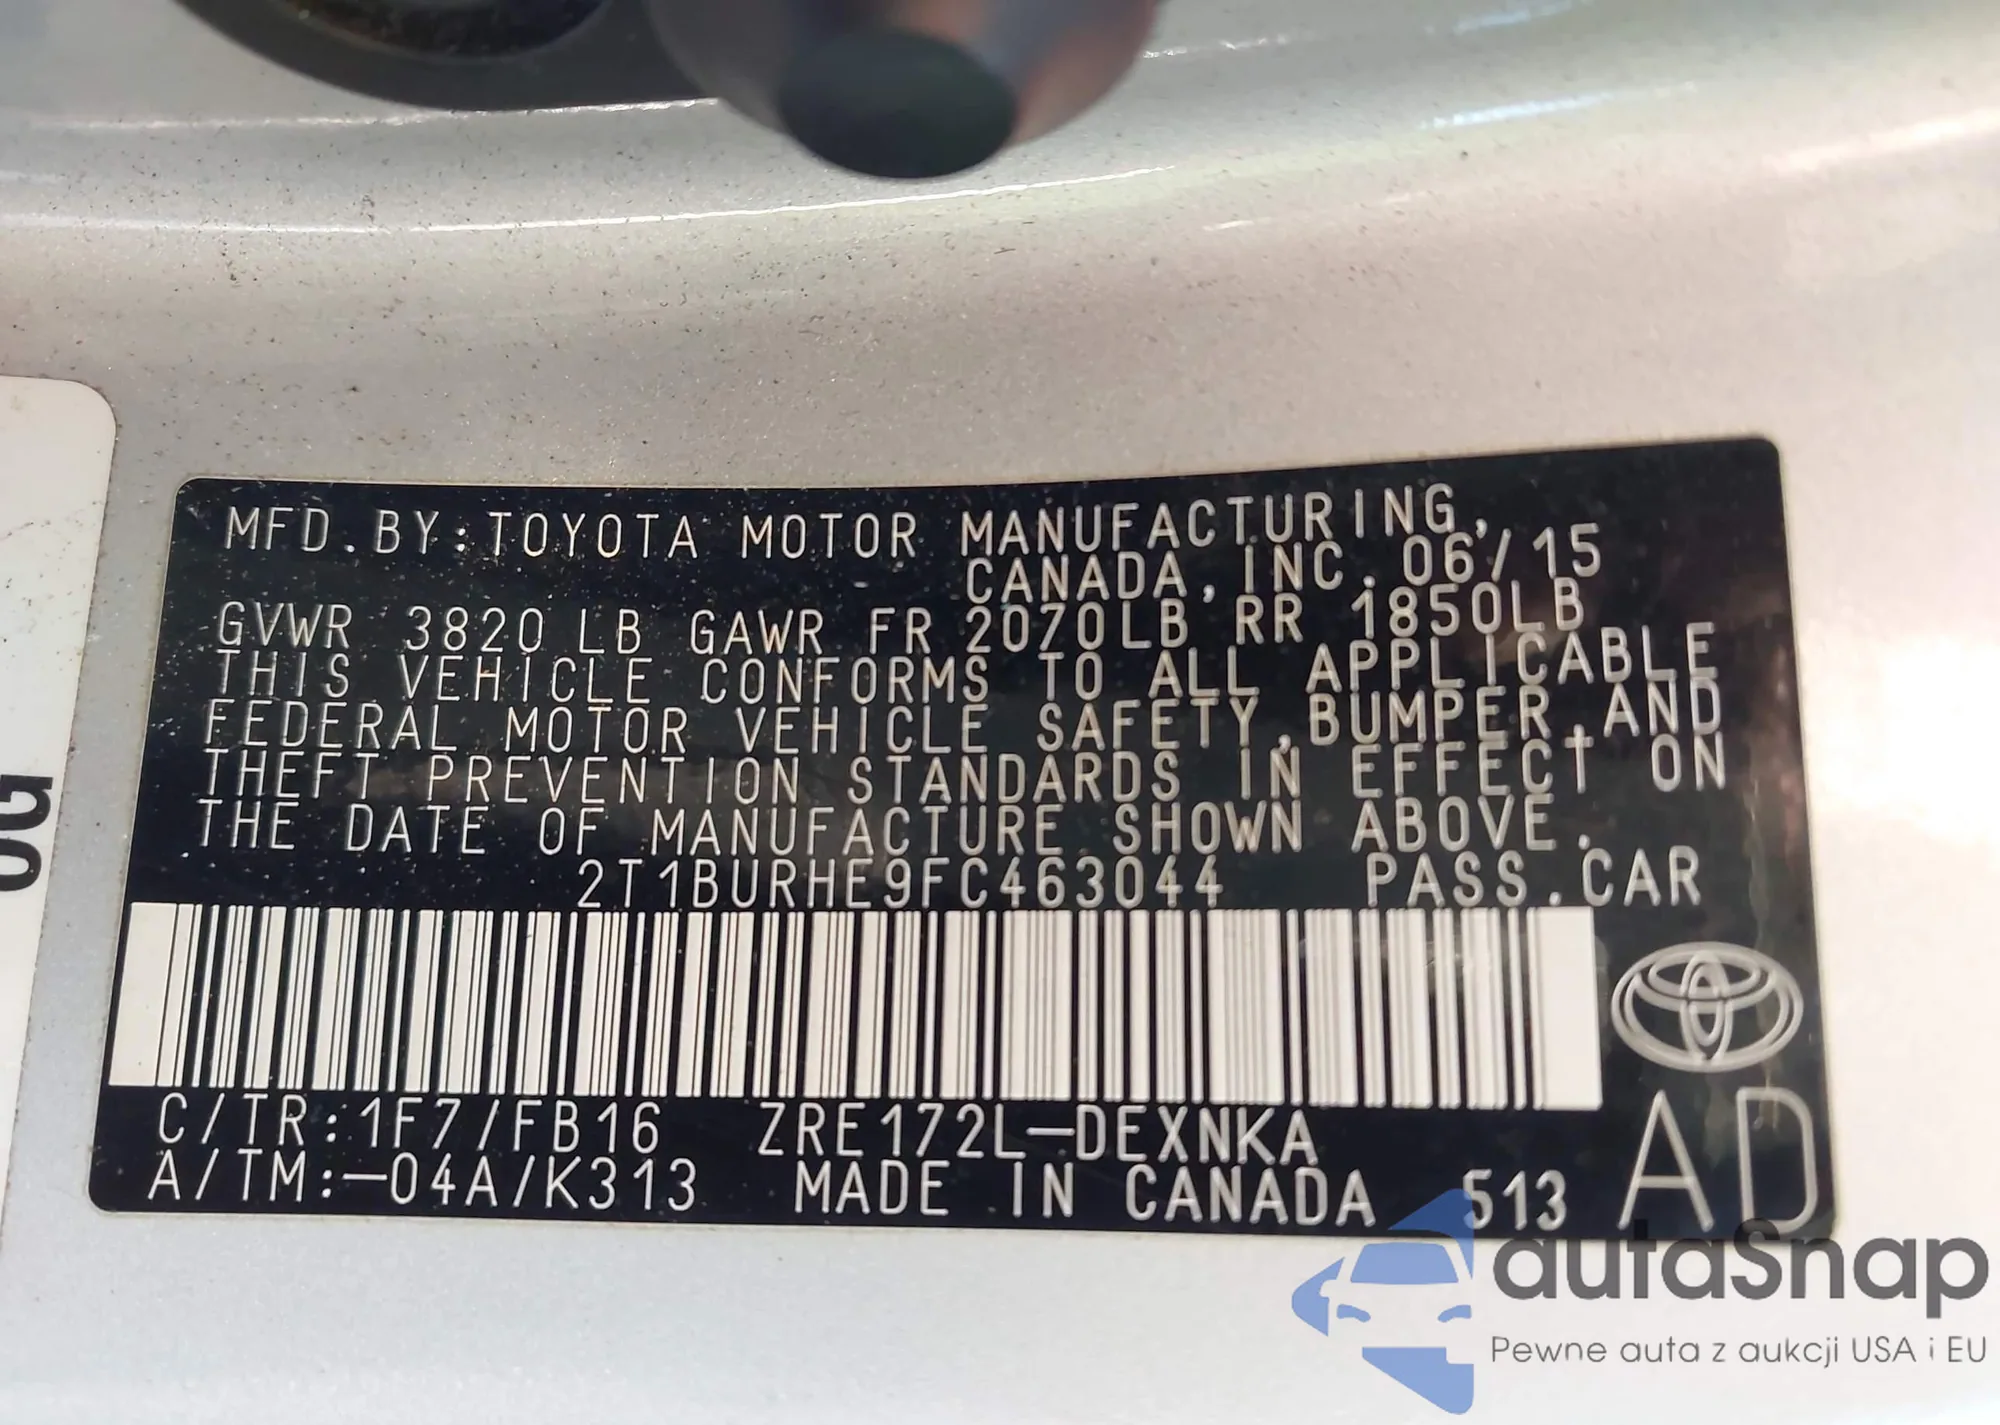 MFD.BY:TOYOTA MOTOR MANUFACTURING,
CANADA,INC. 06/15
GVWR 3820 LB GAWR FR 2070LB RR 1850LB
THIS VEHICLE CONFORMS TO ALL APPLICABLE
FEDERAL MOTOR VEHICLE SAFETY,BUMPER,AND
THEFT PREVENTION STANDARDS IN EFFECT ON
THE DATE OF MANUFACTURE SHOWN ABOVE.
2T1BURHE9FC463044 PASS.CAR
C/TR:1F7/FB16 ZRE172L-DEXNKA
A/TM:-04A/K313 MADE IN CANADA 513
AD
autaSnap
Pewne auta z aukcji USA i EU